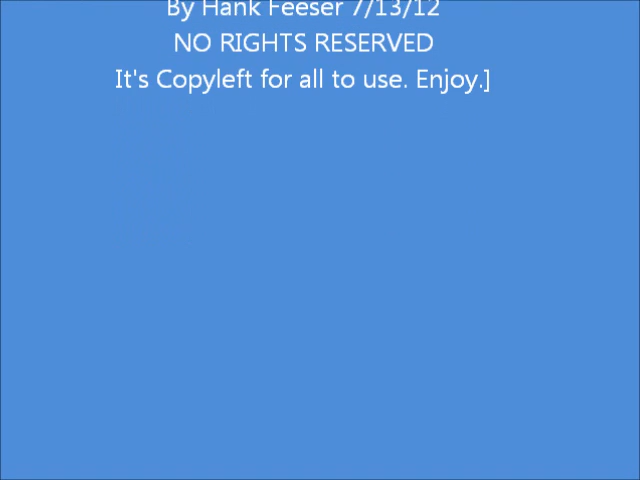 By Hank Feeser 7/13/12
NO RIGHTS RESERVED
It's Copyleft for all to use. Enjoy.]